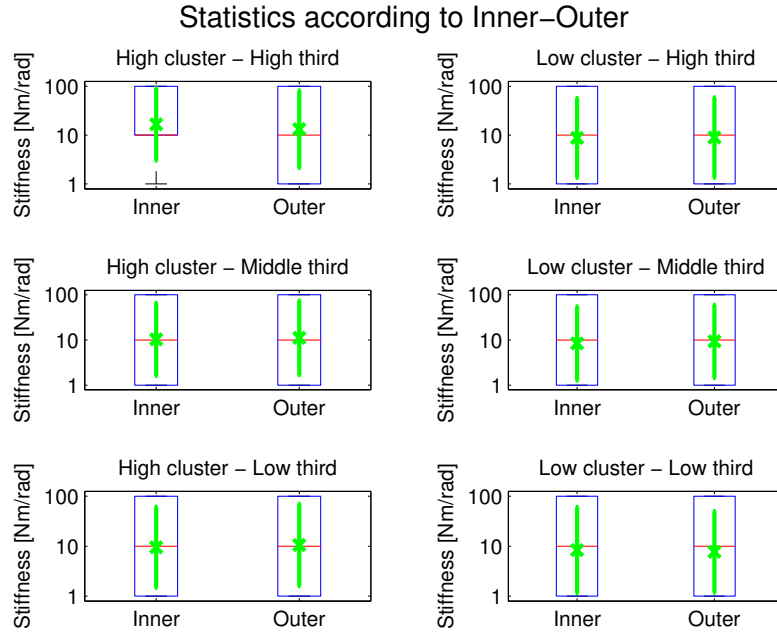 Statistics according to Inner−Outer
High cluster − High third
Stiffness [Nm/rad]
100
10
1
Inner Outer
Low cluster − High third
Stiffness [Nm/rad]
100
10
1
Inner Outer
High cluster − Middle third
Stiffness [Nm/rad]
100
10
1
Inner Outer
Low cluster − Middle third
Stiffness [Nm/rad]
100
10
1
Inner Outer
High cluster − Low third
Stiffness [Nm/rad]
100
10
1
Inner Outer
Low cluster − Low third
Stiffness [Nm/rad]
100
10
1
Inner Outer